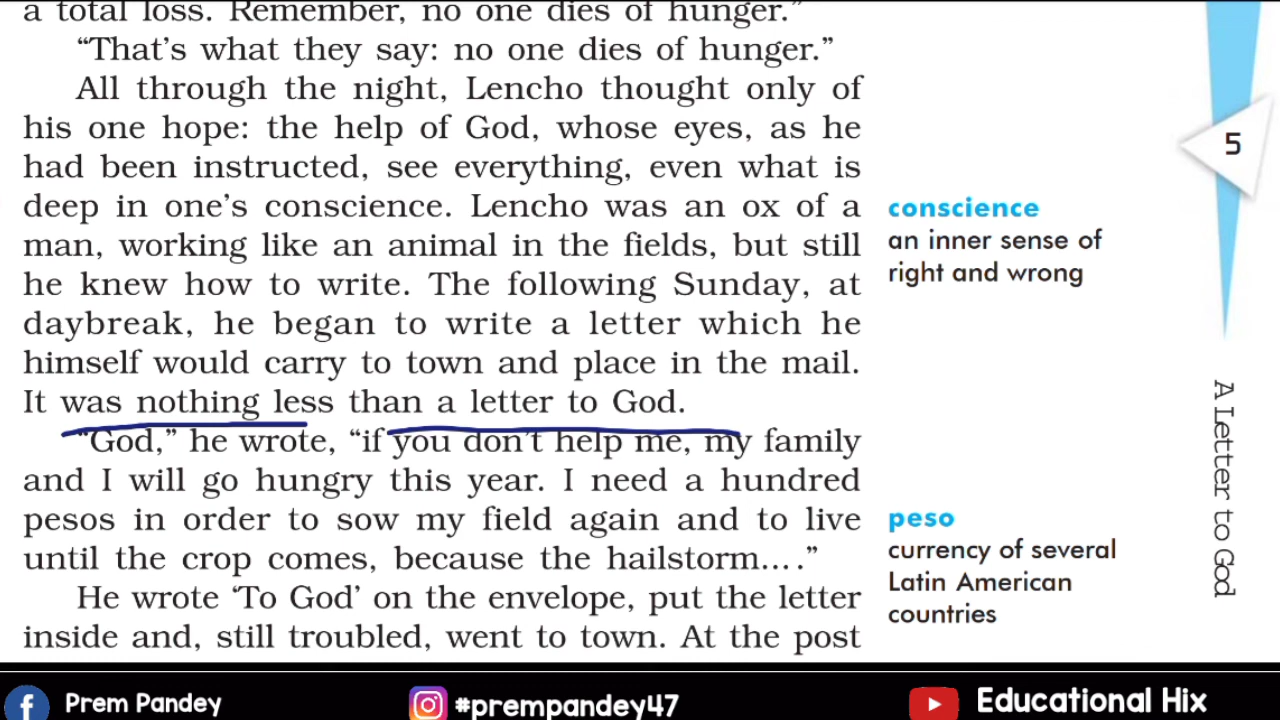 a total loss. Remember, no one dies of hunger.”
“That’s what they say: no one dies of hunger.”
All through the night, Lencho thought only of
his one hope: the help of God, whose eyes, as he
had been instructed, see everything, even what is
deep in one’s conscience. Lencho was an ox of a
man, working like an animal in the fields, but still
he knew how to write. The following Sunday, at
daybreak, he began to write a letter which he
himself would carry to town and place in the mail.
It was nothing less than a letter to God.
“God,” he wrote, “if you don’t help me, my family
and I will go hungry this year. I need a hundred
pesos in order to sow my field again and to live
until the crop comes, because the hailstorm... .”
He wrote ‘To God’ on the envelope, put the letter
inside and, still troubled, went to town. At the post
conscience
an inner sense of
right and wrong
peso
currency of several
Latin American
countries
5
A Letter to God
Prem Pandey
#prempandey47
Educational Hix